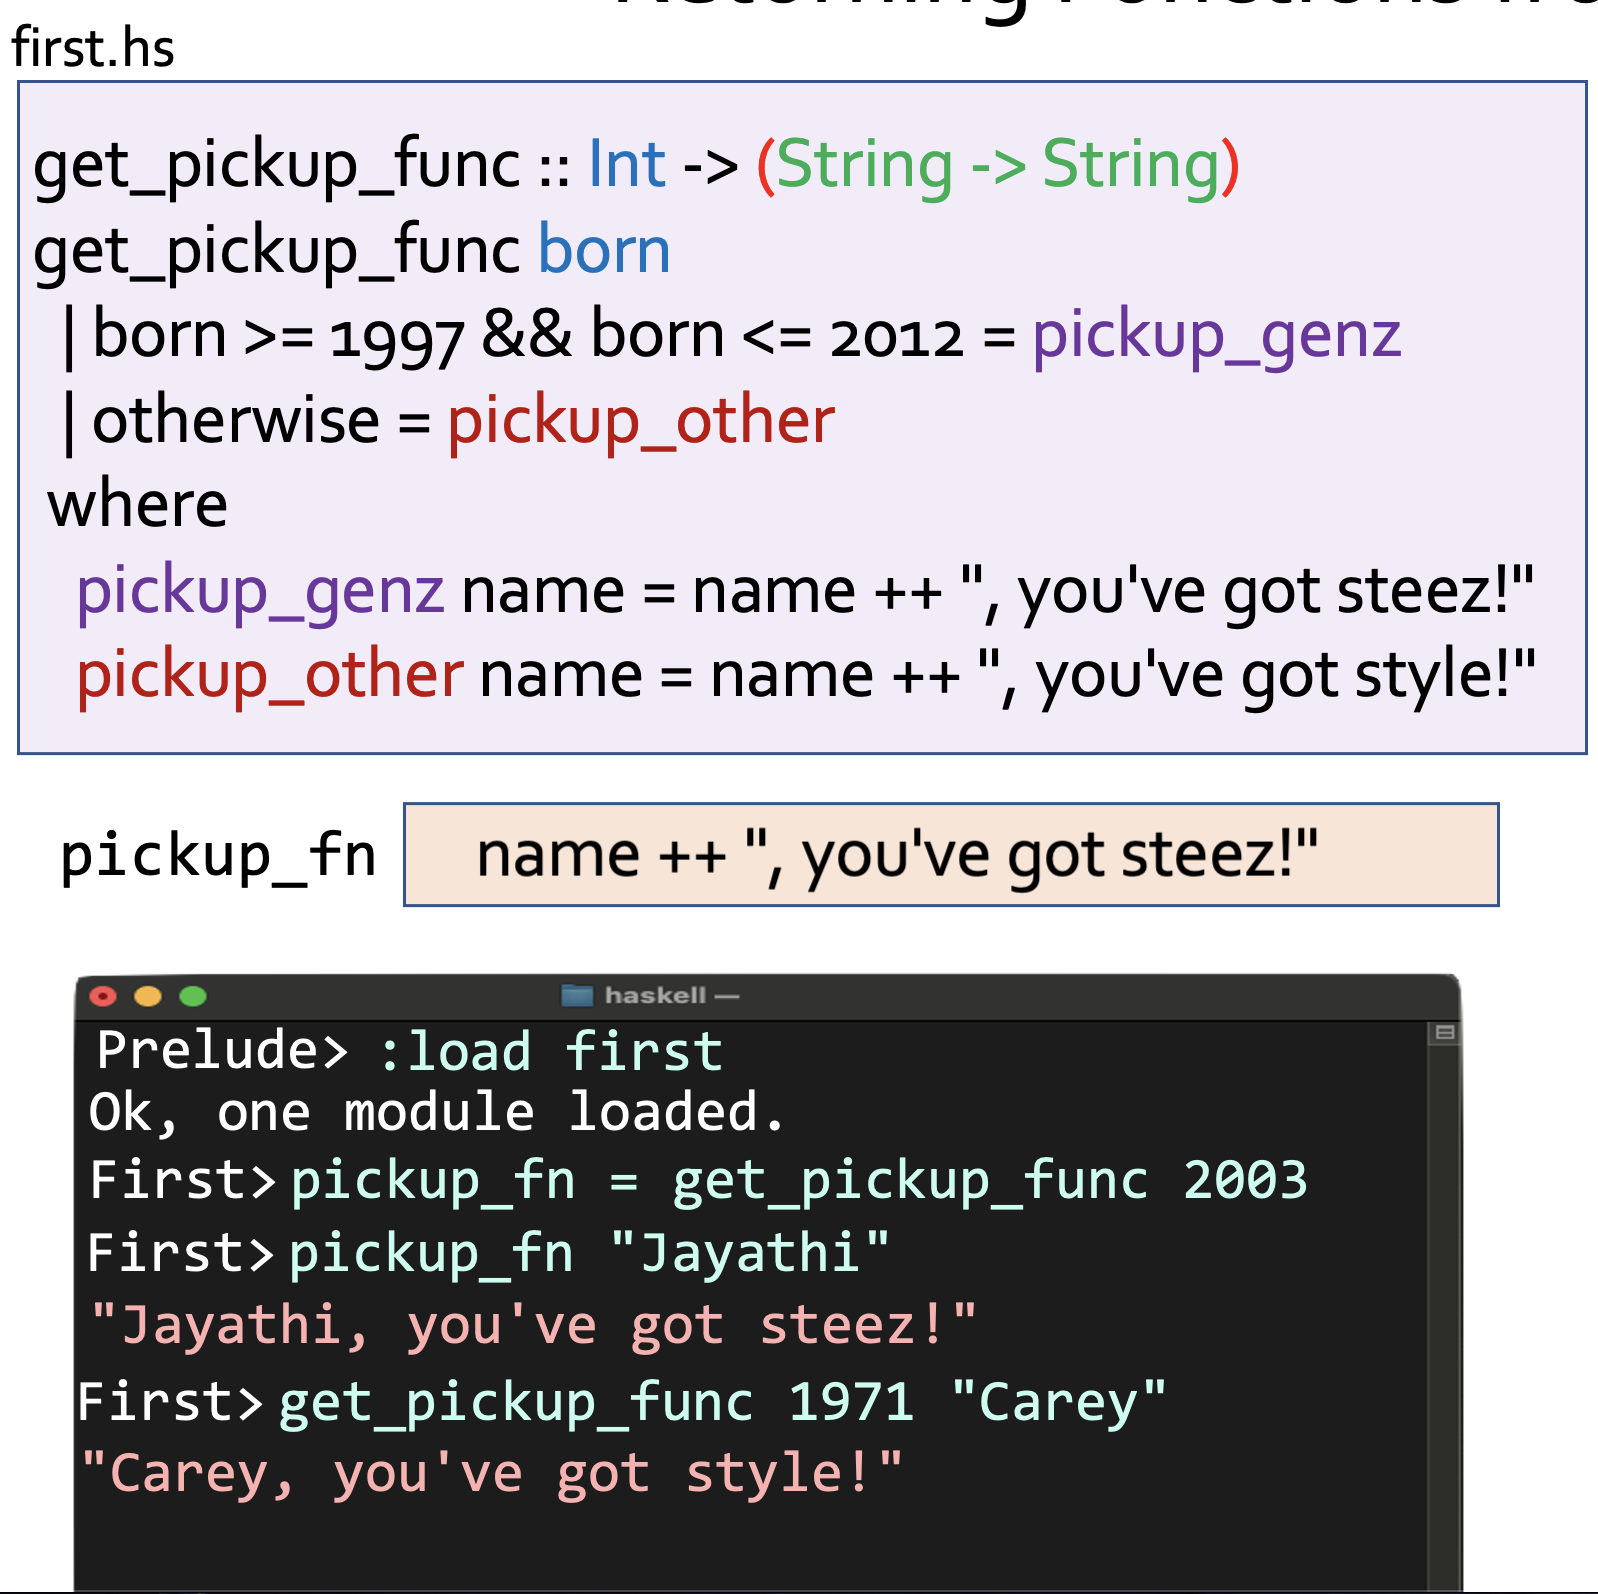 Returning Functions
first.hs
get_pickup_func :: Int -> (String -> String)
get_pickup_func born
| born >= 1997 && born <= 2012 = pickup_genz
| otherwise = pickup_other
where
pickup_genz name = name ++ ", you've got steez!"
pickup_other name = name ++ ", you've got style!"
pickup_fn
name ++ ", you've got steez!"
haskell —
Prelude> :load first
Ok, one module loaded.
First> pickup_fn = get_pickup_func 2003
First> pickup_fn "Jayathi"
"Jayathi, you've got steez!"
First> get_pickup_func 1971 "Carey"
"Carey, you've got style!"